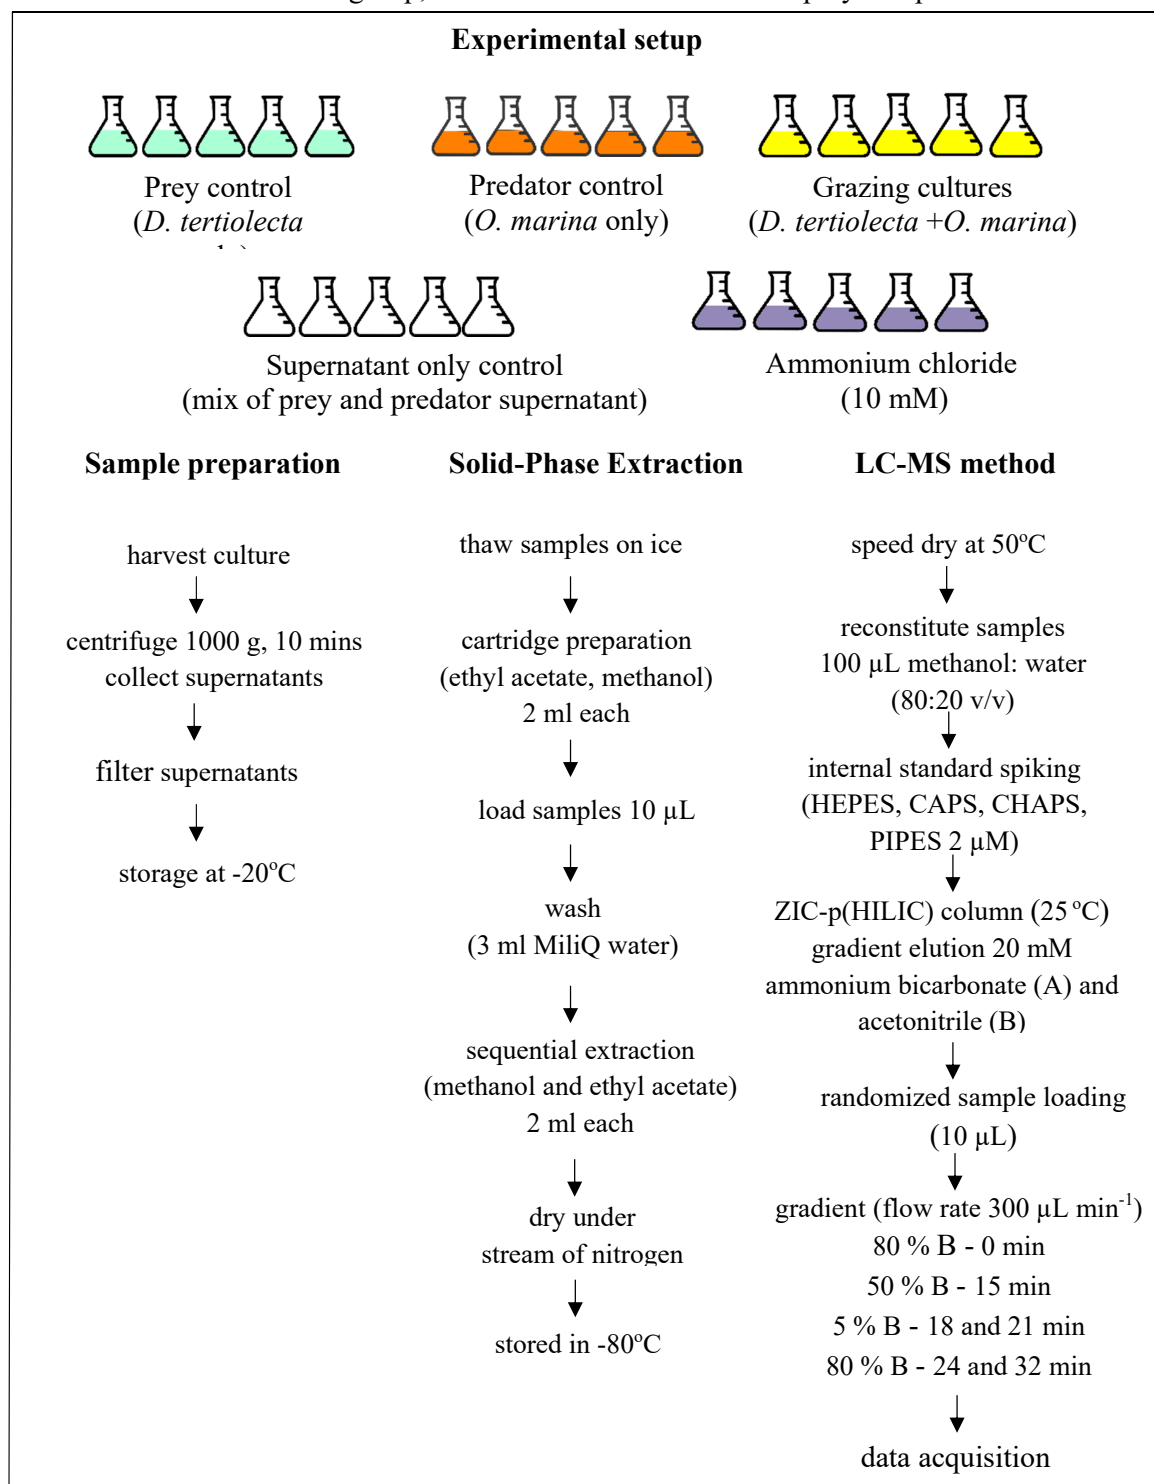 Experimental setup
Prey control
(D. tertiolecta
Predator control
(O. marina only)
Grazing cultures
(D. tertiolecta +O. marina)
Supernatant only control
(mix of prey and predator supernatant)
Ammonium chloride
(10 mM)
Sample preparation
harvest culture
centrifuge 1000 g, 10 mins
collect supernatants
filter supernatants
storage at -20°C
Solid-Phase Extraction
thaw samples on ice
cartridge preparation
(ethyl acetate, methanol)
2 ml each
load samples 10 µL
wash
(3 ml MiliQ water)
sequential extraction
(methanol and ethyl acetate)
2 ml each
dry under
stream of nitrogen
stored in -80°C
LC-MS method
speed dry at 50°C
reconstitute samples
100 µL methanol: water
(80:20 v/v)
internal standard spiking
(HEPES, CAPS, CHAPS,
PIPES 2 µM)
ZIC-p(HILIC) column (25 °C)
gradient elution 20 mM
ammonium bicarbonate (A) and
acetonitrile (B)
randomized sample loading
(10 µL)
gradient (flow rate 300 µL min⁻¹)
80 % B - 0 min
50 % B - 15 min
5 % B - 18 and 21 min
80 % B - 24 and 32 min
data acquisition